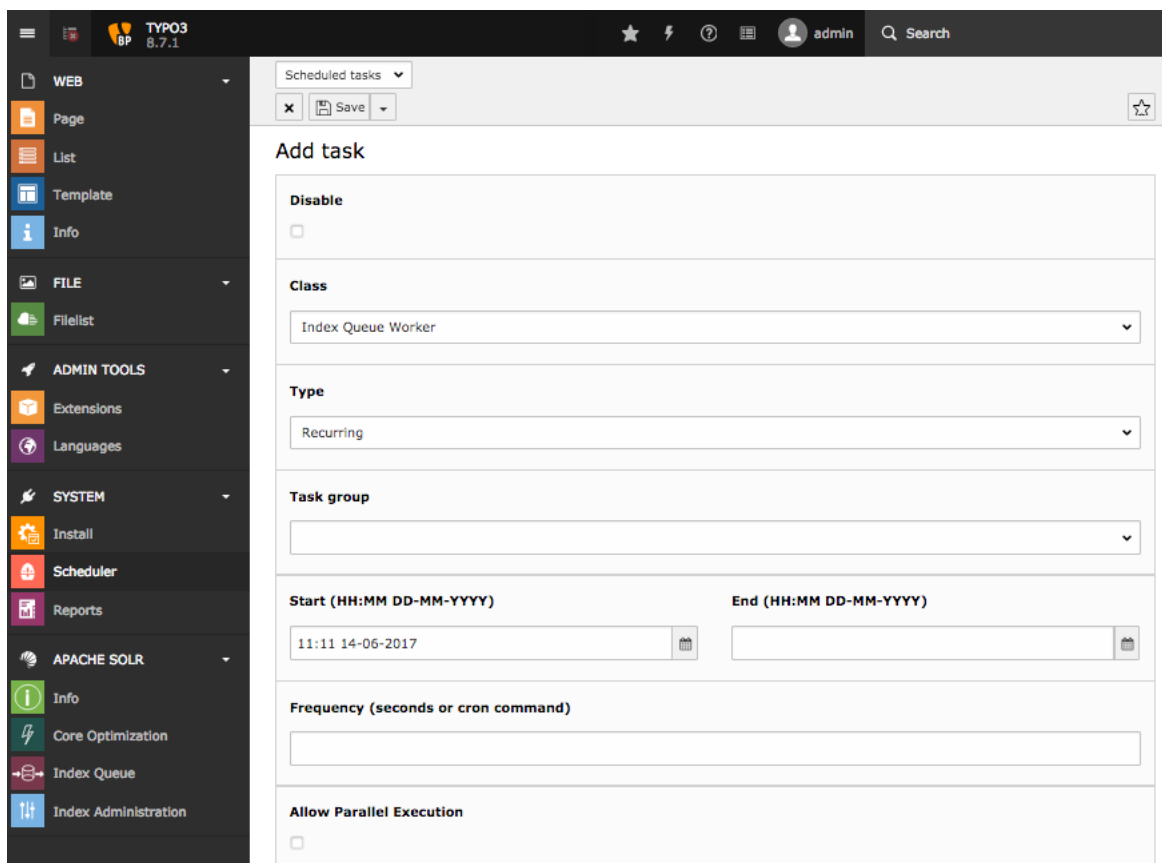 BP
TYPO3
8.7.1
admin
Search
WEB
Page
List
Template
Info
FILE
Filelist
ADMIN TOOLS
Extensions
Languages
SYSTEM
Install
Scheduler
Reports
APACHE SOLR
Info
Core Optimization
Index Queue
Index Administration
Scheduled tasks
Save
Add task
Disable
Class
Index Queue Worker
Type
Recurring
Task group
Start (HH:MM DD-MM-YYYY) End (HH:MM DD-MM-YYYY)
11:11 14-06-2017
Frequency (seconds or cron command)
Allow Parallel Execution